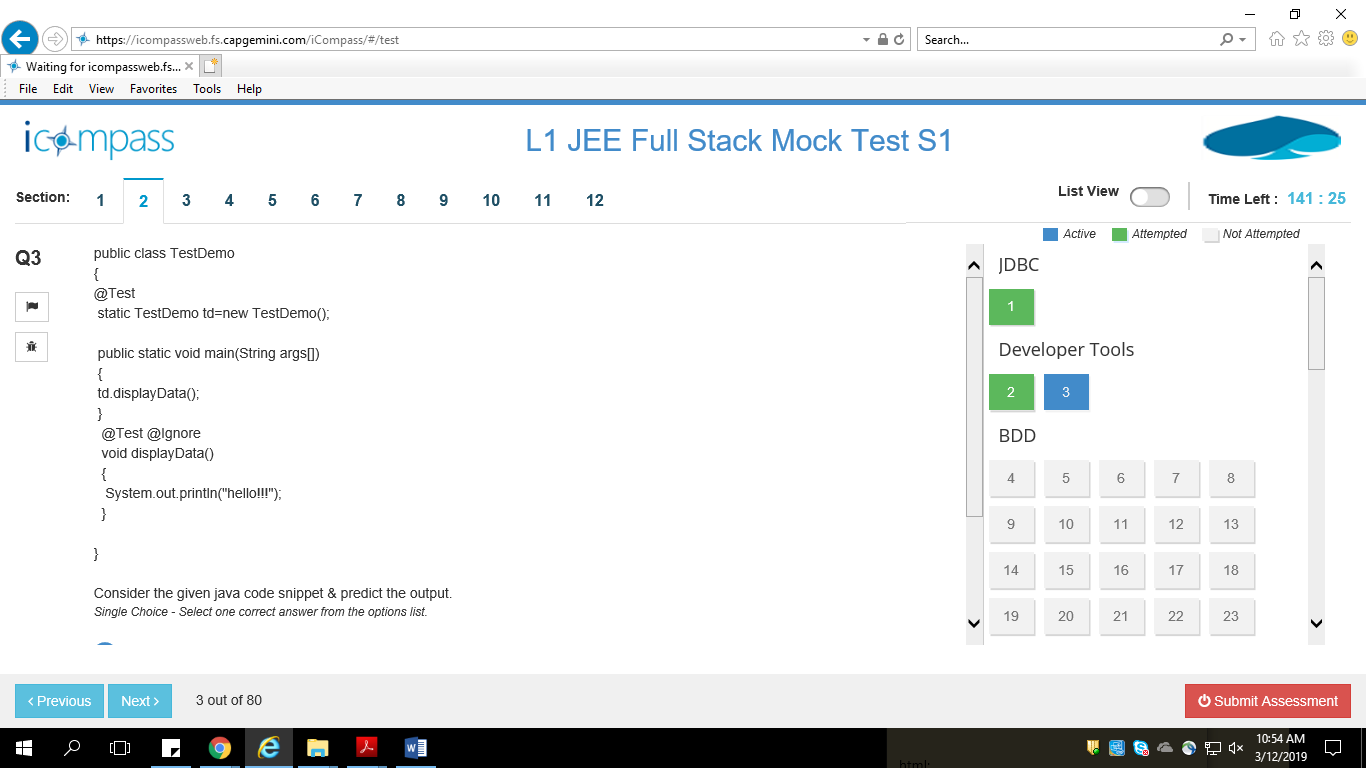 https://icompassweb.fs.capgemini.com/iCompass/#/test
Search...
Waiting for icompassweb.fs...
File Edit View Favorites Tools Help
icompass
L1 JEE Full Stack Mock Test S1
Section: 1 2 3 4 5 6 7 8 9 10 11 12
List View
Time Left : 141 : 25
Active Attempted Not Attempted
Q3
public class TestDemo
{
@Test
static TestDemo td=new TestDemo();
public static void main(String args[])
{
td.displayData();
}
@Test @Ignore
void displayData()
{
System.out.println("hello!!!");
}
}
Consider the given java code snippet & predict the output.
Single Choice - Select one correct answer from the options list.
JDBC
1
Developer Tools
2 3
BDD
4 5 6 7 8
9 10 11 12 13
14 15 16 17 18
19 20 21 22 23
‹ Previous Next › 3 out of 80
Submit Assessment
html:
10:54 AM
3/12/2019